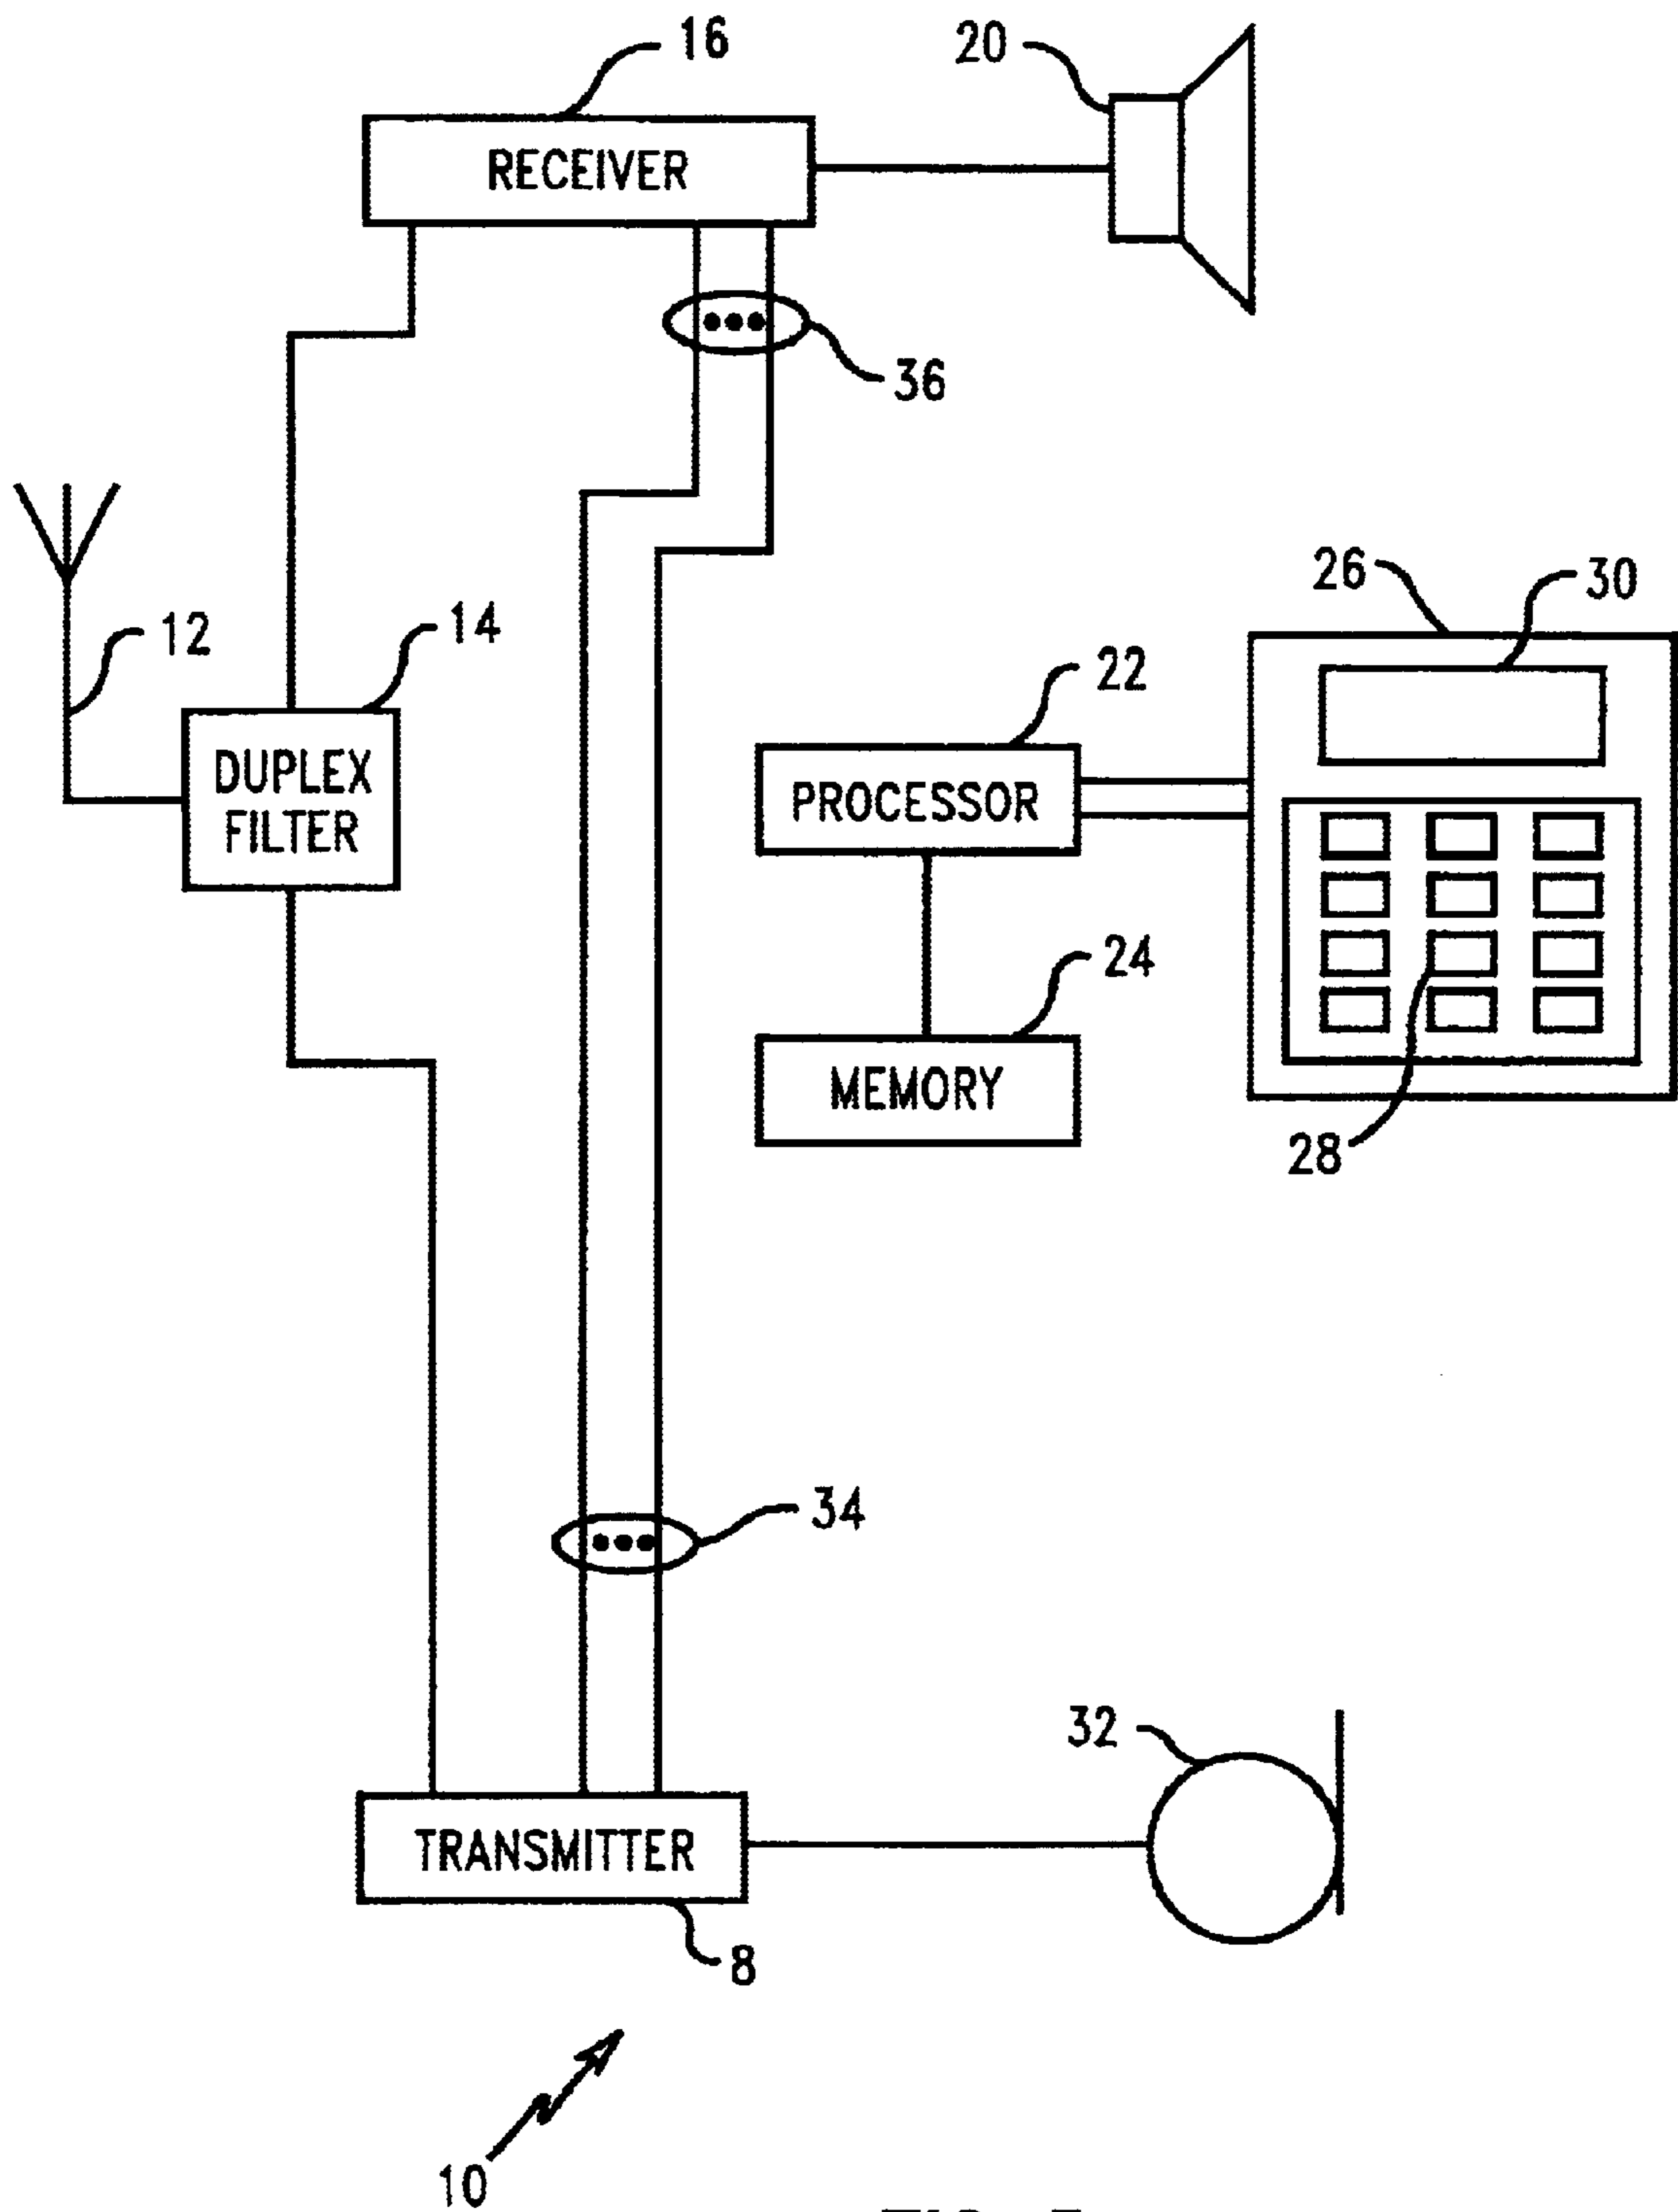 16
20
RECEIVER
36
26
30
12
14
22
DUPLEX
FILTER
PROCESSOR
24
MEMORY
28
34
32
TRANSMITTER
8
10